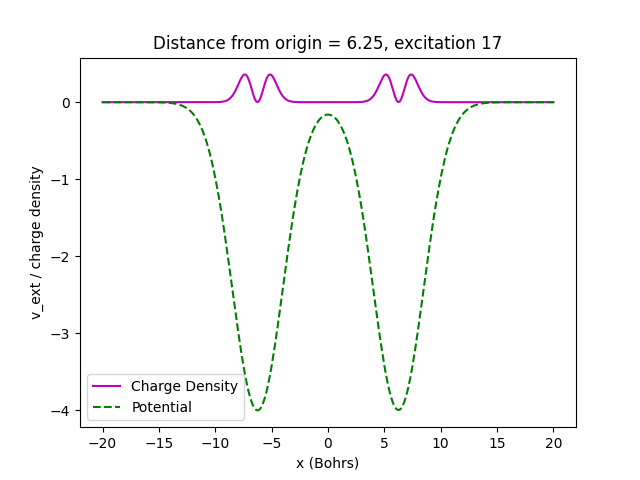 Distance from origin = 6.25, excitation 17
v_ext / charge density
0
−1
−2
−3
−4
Charge Density
Potential
−20 −15 −10 −5 0 5 10 15 20
x (Bohrs)